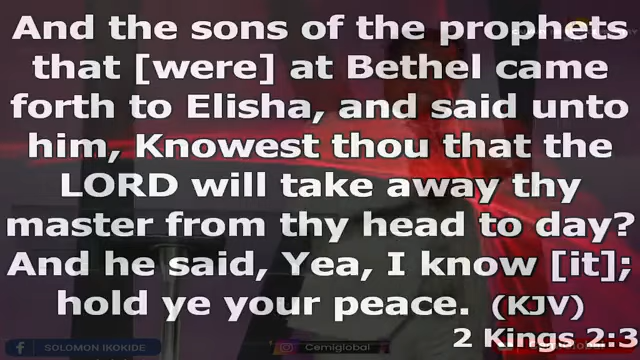 And the sons of the prophets
that [were] at Bethel came
forth to Elisha, and said unto
him, Knowest thou that the
LORD will take away thy
master from thy head to day?
And he said, Yea, I know [it];
hold ye your peace. (KJV)
2 Kings 2:3
SOLOMON IKOKIDE
Cemiglobal